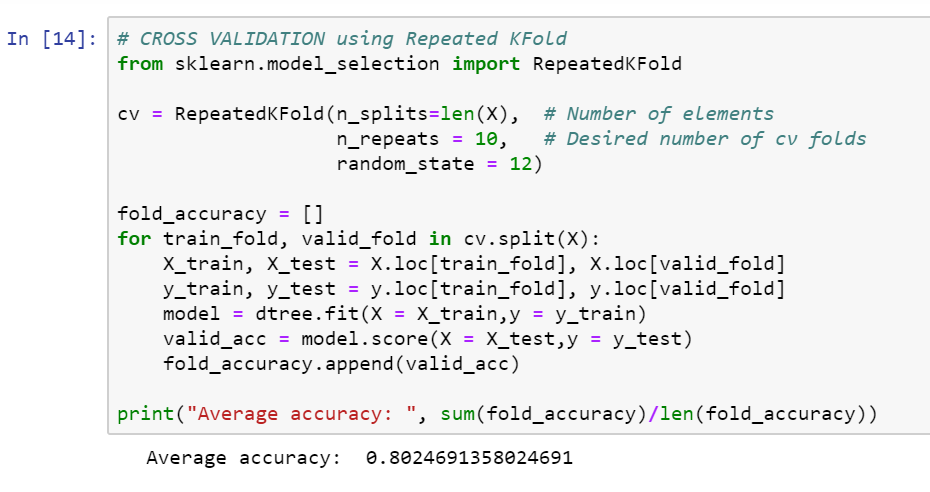 In [14]: # CROSS VALIDATION using Repeated KFold
from sklearn.model_selection import RepeatedKFold
cv = RepeatedKFold(n_splits=len(X),  # Number of elements
                   n_repeats = 10,   # Desired number of cv folds
                   random_state = 12)
fold_accuracy = []
for train_fold, valid_fold in cv.split(X):
    X_train, X_test = X.loc[train_fold], X.loc[valid_fold]
    y_train, y_test = y.loc[train_fold], y.loc[valid_fold]
    model = dtree.fit(X = X_train,y = y_train)
    valid_acc = model.score(X = X_test,y = y_test)
    fold_accuracy.append(valid_acc)
print("Average accuracy: ", sum(fold_accuracy)/len(fold_accuracy))
Average accuracy:  0.8024691358024691